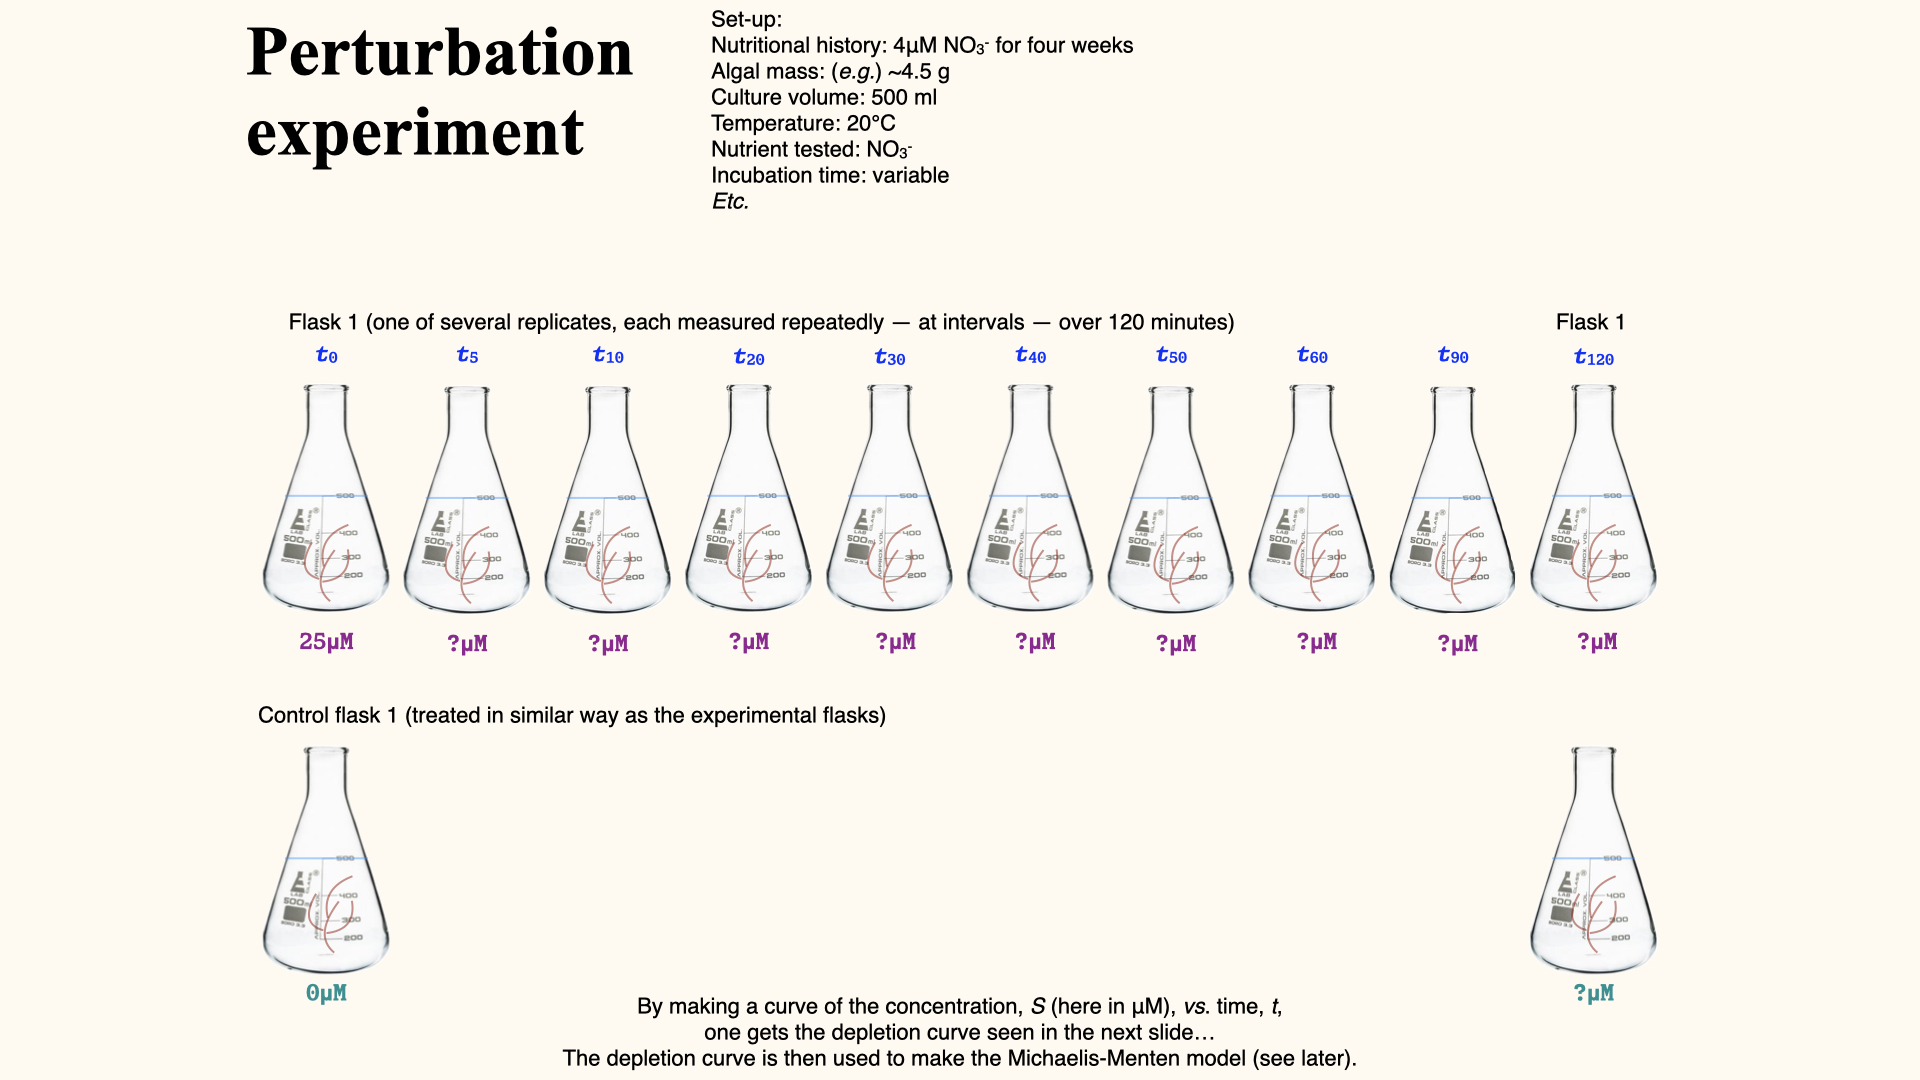 Perturbation
experiment
Set-up:
Nutritional history: 4µM NO₃⁻ for four weeks
Algal mass: (e.g.) ~4.5 g
Culture volume: 500 ml
Temperature: 20°C
Nutrient tested: NO₃⁻
Incubation time: variable
Etc.
Flask 1 (one of several replicates, each measured repeatedly — at intervals — over 120 minutes)
Flask 1
t₀ t₅ t₁₀ t₂₀ t₃₀ t₄₀ t₅₀ t₆₀ t₉₀ t₁₂₀
25µM ?µM ?µM ?µM ?µM ?µM ?µM ?µM ?µM ?µM
Control flask 1 (treated in similar way as the experimental flasks)
0µM ?µM
By making a curve of the concentration, S (here in µM), vs. time, t,
one gets the depletion curve seen in the next slide…
The depletion curve is then used to make the Michaelis-Menten model (see later).